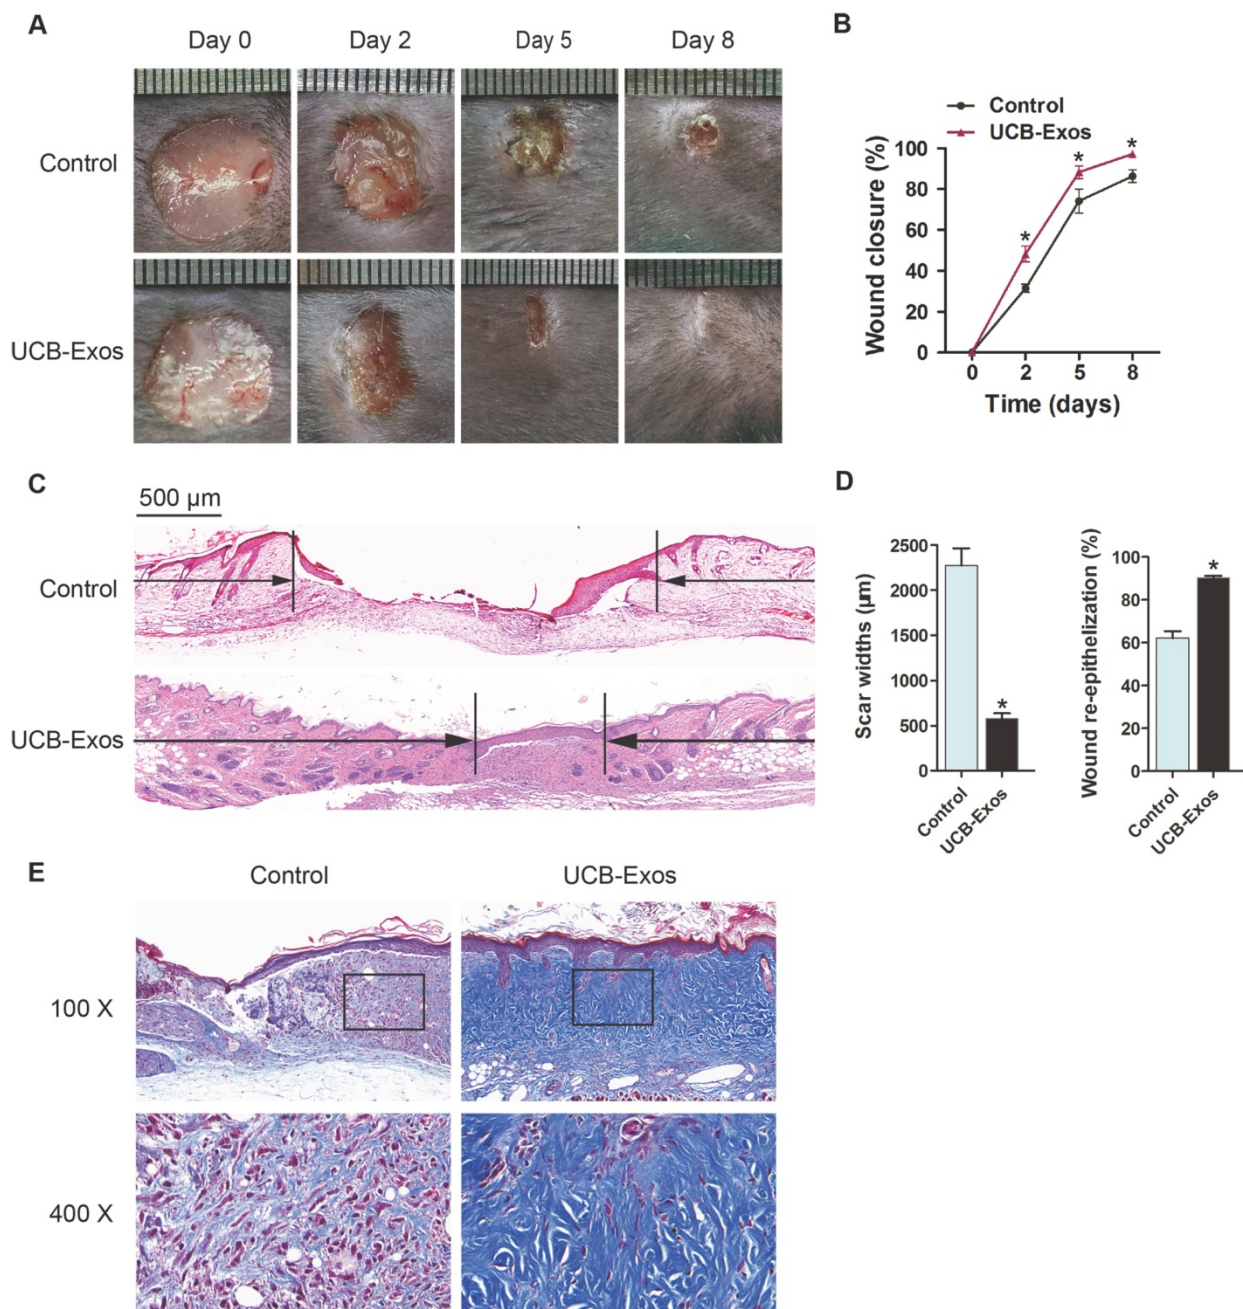 A
Day 0 Day 2 Day 5 Day 8
Control
UCB-Exos
B
Control
UCB-Exos
Wound closure (%)
100
80
60
40
20
0
* * *
0 2 5 8
Time (days)
C
500 µm
Control
UCB-Exos
D
Scar widths (µm)
2500
2000
1500
1000
500
0
*
Control UCB-Exos
Wound re-epithelization (%)
100
80
60
40
20
0
*
Control UCB-Exos
E
Control UCB-Exos
100 X
400 X